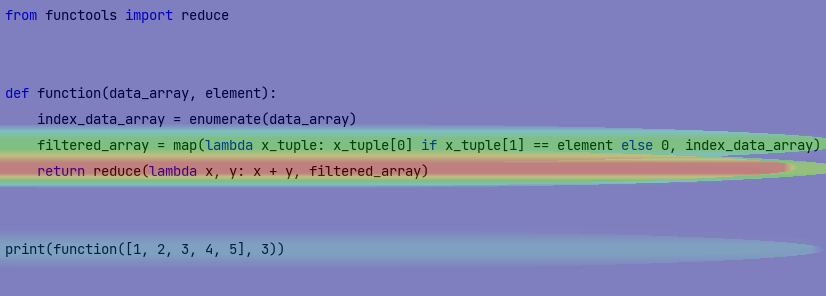 from functools import reduce
def function(data_array, element):
    index_data_array = enumerate(data_array)
    filtered_array = map(lambda x_tuple: x_tuple[0] if x_tuple[1] == element else 0, index_data_array)
    return reduce(lambda x, y: x + y, filtered_array)
print(function([1, 2, 3, 4, 5], 3))